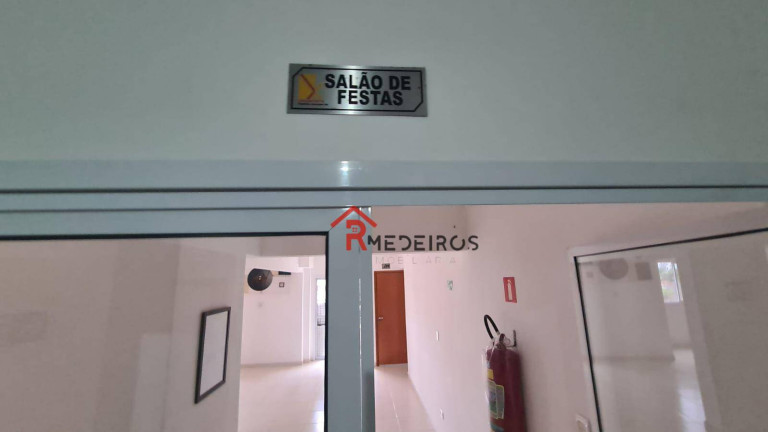 SALÃO DE
FESTAS
RMEDEIROS